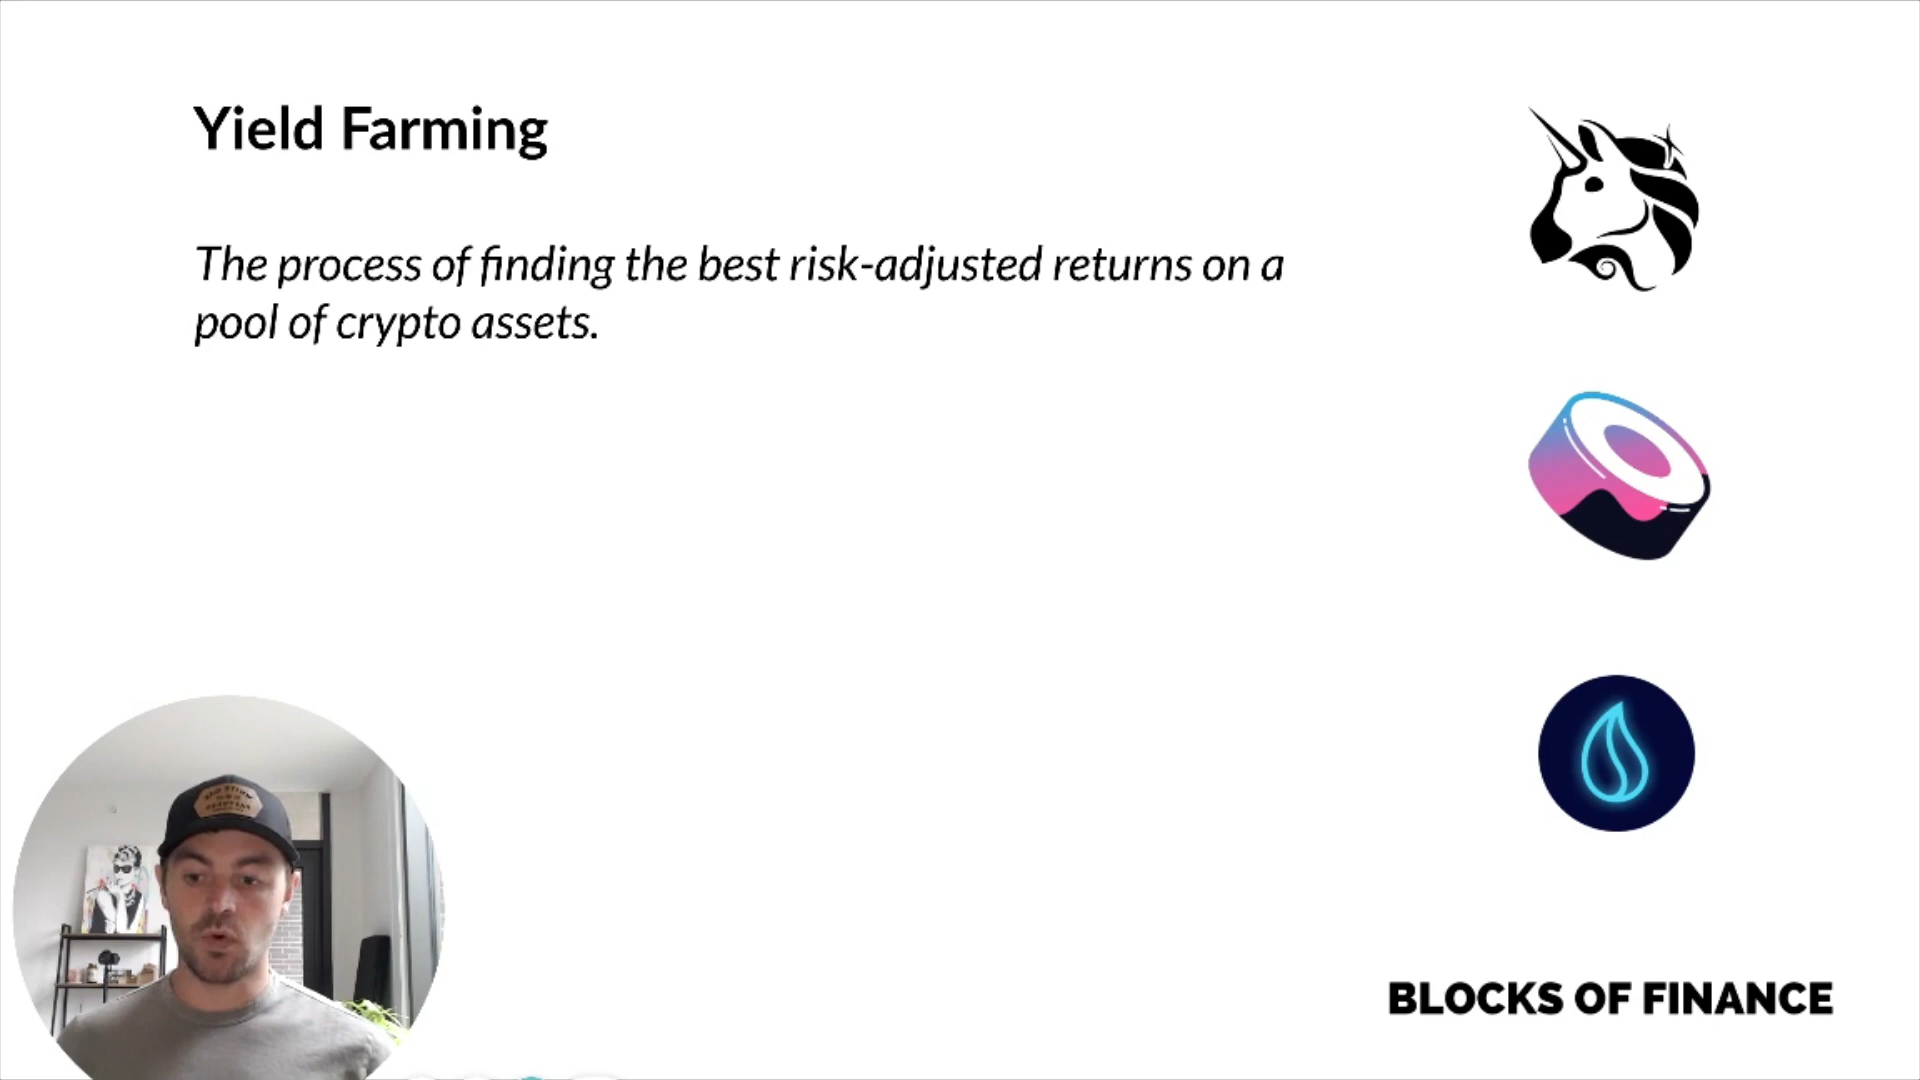 Yield Farming
The process of finding the best risk-adjusted returns on a
pool of crypto assets.
BLOCKS OF FINANCE